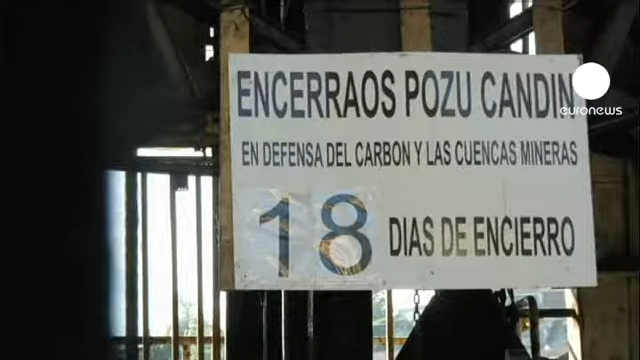 ENCERRAOS POZU CANDIN
euronews
EN DEFENSA DEL CARBON Y LAS CUENCAS MINERAS
18 DIAS DE ENCIERRO